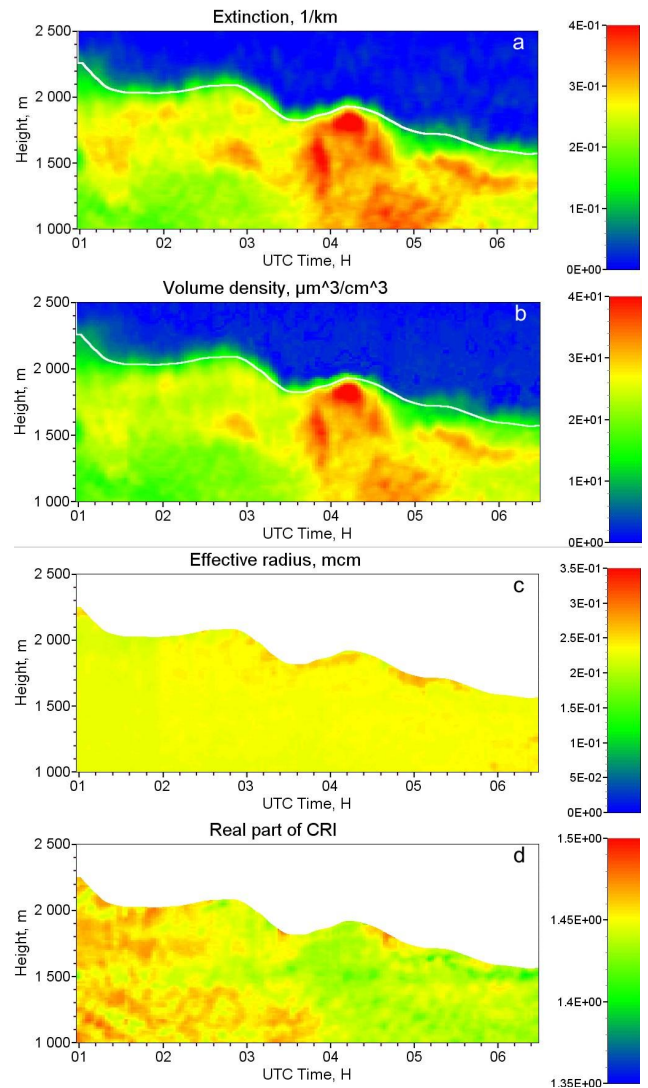 Extinction, 1/km
a
2 500
2 000
1 500
1 000
Height, m
01 02 03 04 05 06
UTC Time, H
4E-01
3E-01
2E-01
1E-01
0E+00
Volume density, µm^3/cm^3
b
2 500
2 000
1 500
1 000
Height, m
01 02 03 04 05 06
UTC Time, H
4E+01
3E+01
2E+01
1E+01
0E+00
Effective radius, mcm
c
2 500
2 000
1 500
1 000
Height, m
01 02 03 04 05 06
UTC Time, H
3.5E-01
3E-01
2.5E-01
2E-01
1.5E-01
1E-01
5E-02
0E+00
Real part of CRI
d
2 500
2 000
1 500
1 000
Height, m
01 02 03 04 05 06
UTC Time, H
1.5E+00
1.45E+00
1.4E+00
1.35E+00